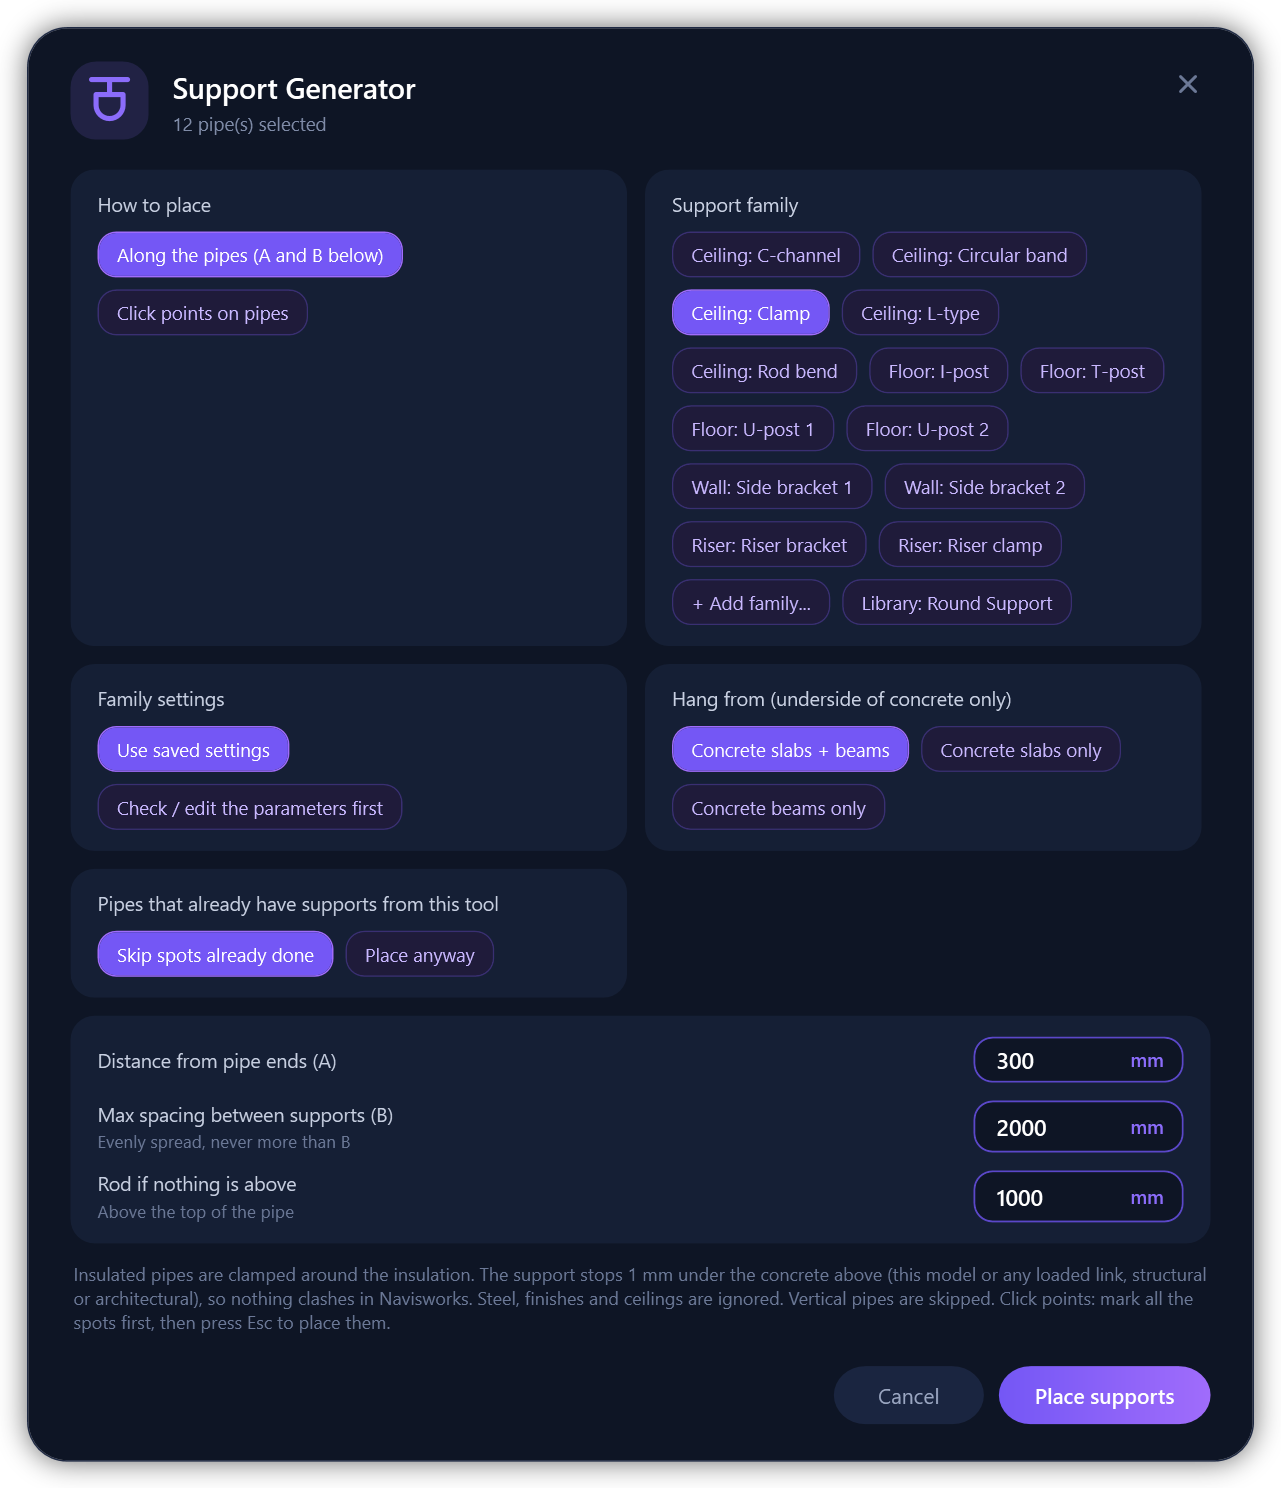 Support Generator
12 pipe(s) selected
How to place
Along the pipes (A and B below)
Click points on pipes
Support family
Ceiling: C-channel
Ceiling: Circular band
Ceiling: Clamp
Ceiling: L-type
Ceiling: Rod bend
Floor: I-post
Floor: T-post
Floor: U-post 1
Floor: U-post 2
Wall: Side bracket 1
Wall: Side bracket 2
Riser: Riser bracket
Riser: Riser clamp
+ Add family...
Library: Round Support
Family settings
Use saved settings
Check / edit the parameters first
Hang from (underside of concrete only)
Concrete slabs + beams
Concrete slabs only
Concrete beams only
Pipes that already have supports from this tool
Skip spots already done
Place anyway
Distance from pipe ends (A)
300 mm
Max spacing between supports (B)
Evenly spread, never more than B
2000 mm
Rod if nothing is above
Above the top of the pipe
1000 mm
Insulated pipes are clamped around the insulation. The support stops 1 mm under the concrete above (this model or any loaded link, structural
or architectural), so nothing clashes in Navisworks. Steel, finishes and ceilings are ignored. Vertical pipes are skipped. Click points: mark all the
spots first, then press Esc to place them.
Cancel
Place supports